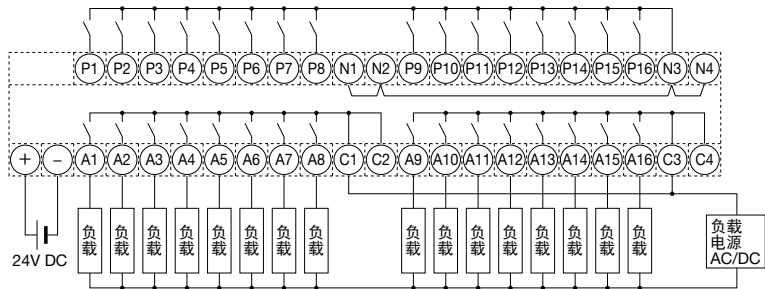 P1 P2 P3 P4 P5 P6 P7 P8 N1 N2 P9 P10 P11 P12 P13 P14 P15 P16 N3 N4
+ − A1 A2 A3 A4 A5 A6 A7 A8 C1 C2 A9 A10 A11 A12 A13 A14 A15 A16 C3 C4
负载 负载 负载 负载 负载 负载 负载 负载 负载 负载 负载 负载 负载 负载 负载 负载
负载
电源
AC/DC
24V DC